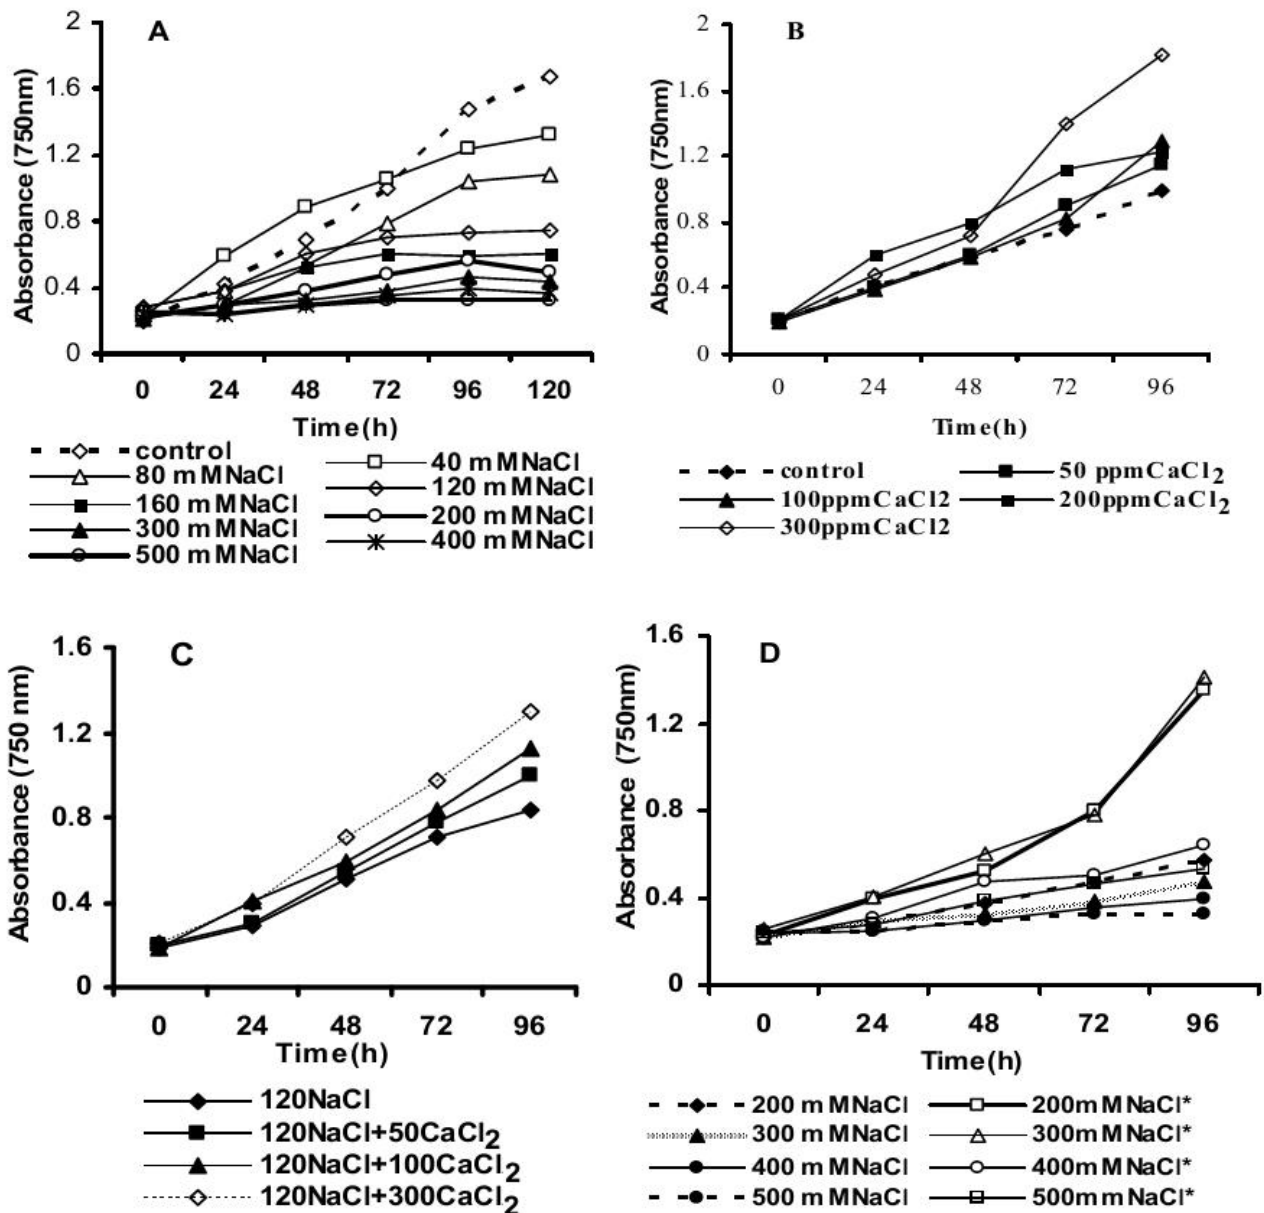 A
Absorbance (750nm)
2
1.6
1.2
0.8
0.4
0
0 24 48 72 96 120
Time(h)
control
40 mMNaCl
80 mMNaCl
120 mMNaCl
160 mMNaCl
200 mMNaCl
300 mMNaCl
400 mMNaCl
500 mMNaCl
B
Absorbance (750nm)
2
1.6
1.2
0.8
0.4
0
0 24 48 72 96
Time(h)
control
50 ppmCaCl2
100ppmCaCl2
200ppmCaCl2
300ppmCaCl2
C
Absorbance (750 nm)
1.6
1.2
0.8
0.4
0
0 24 48 72 96
Time(h)
120NaCl
120NaCl+50CaCl2
120NaCl+100CaCl2
120NaCl+300CaCl2
D
Absorbance (750nm)
1.6
1.2
0.8
0.4
0
0 24 48 72 96
Time(h)
200 mMNaCl
200mMNaCl*
300 mMNaCl
300mMNaCl*
400 mMNaCl
400mMNaCl*
500 mMNaCl
500mmNaCl*